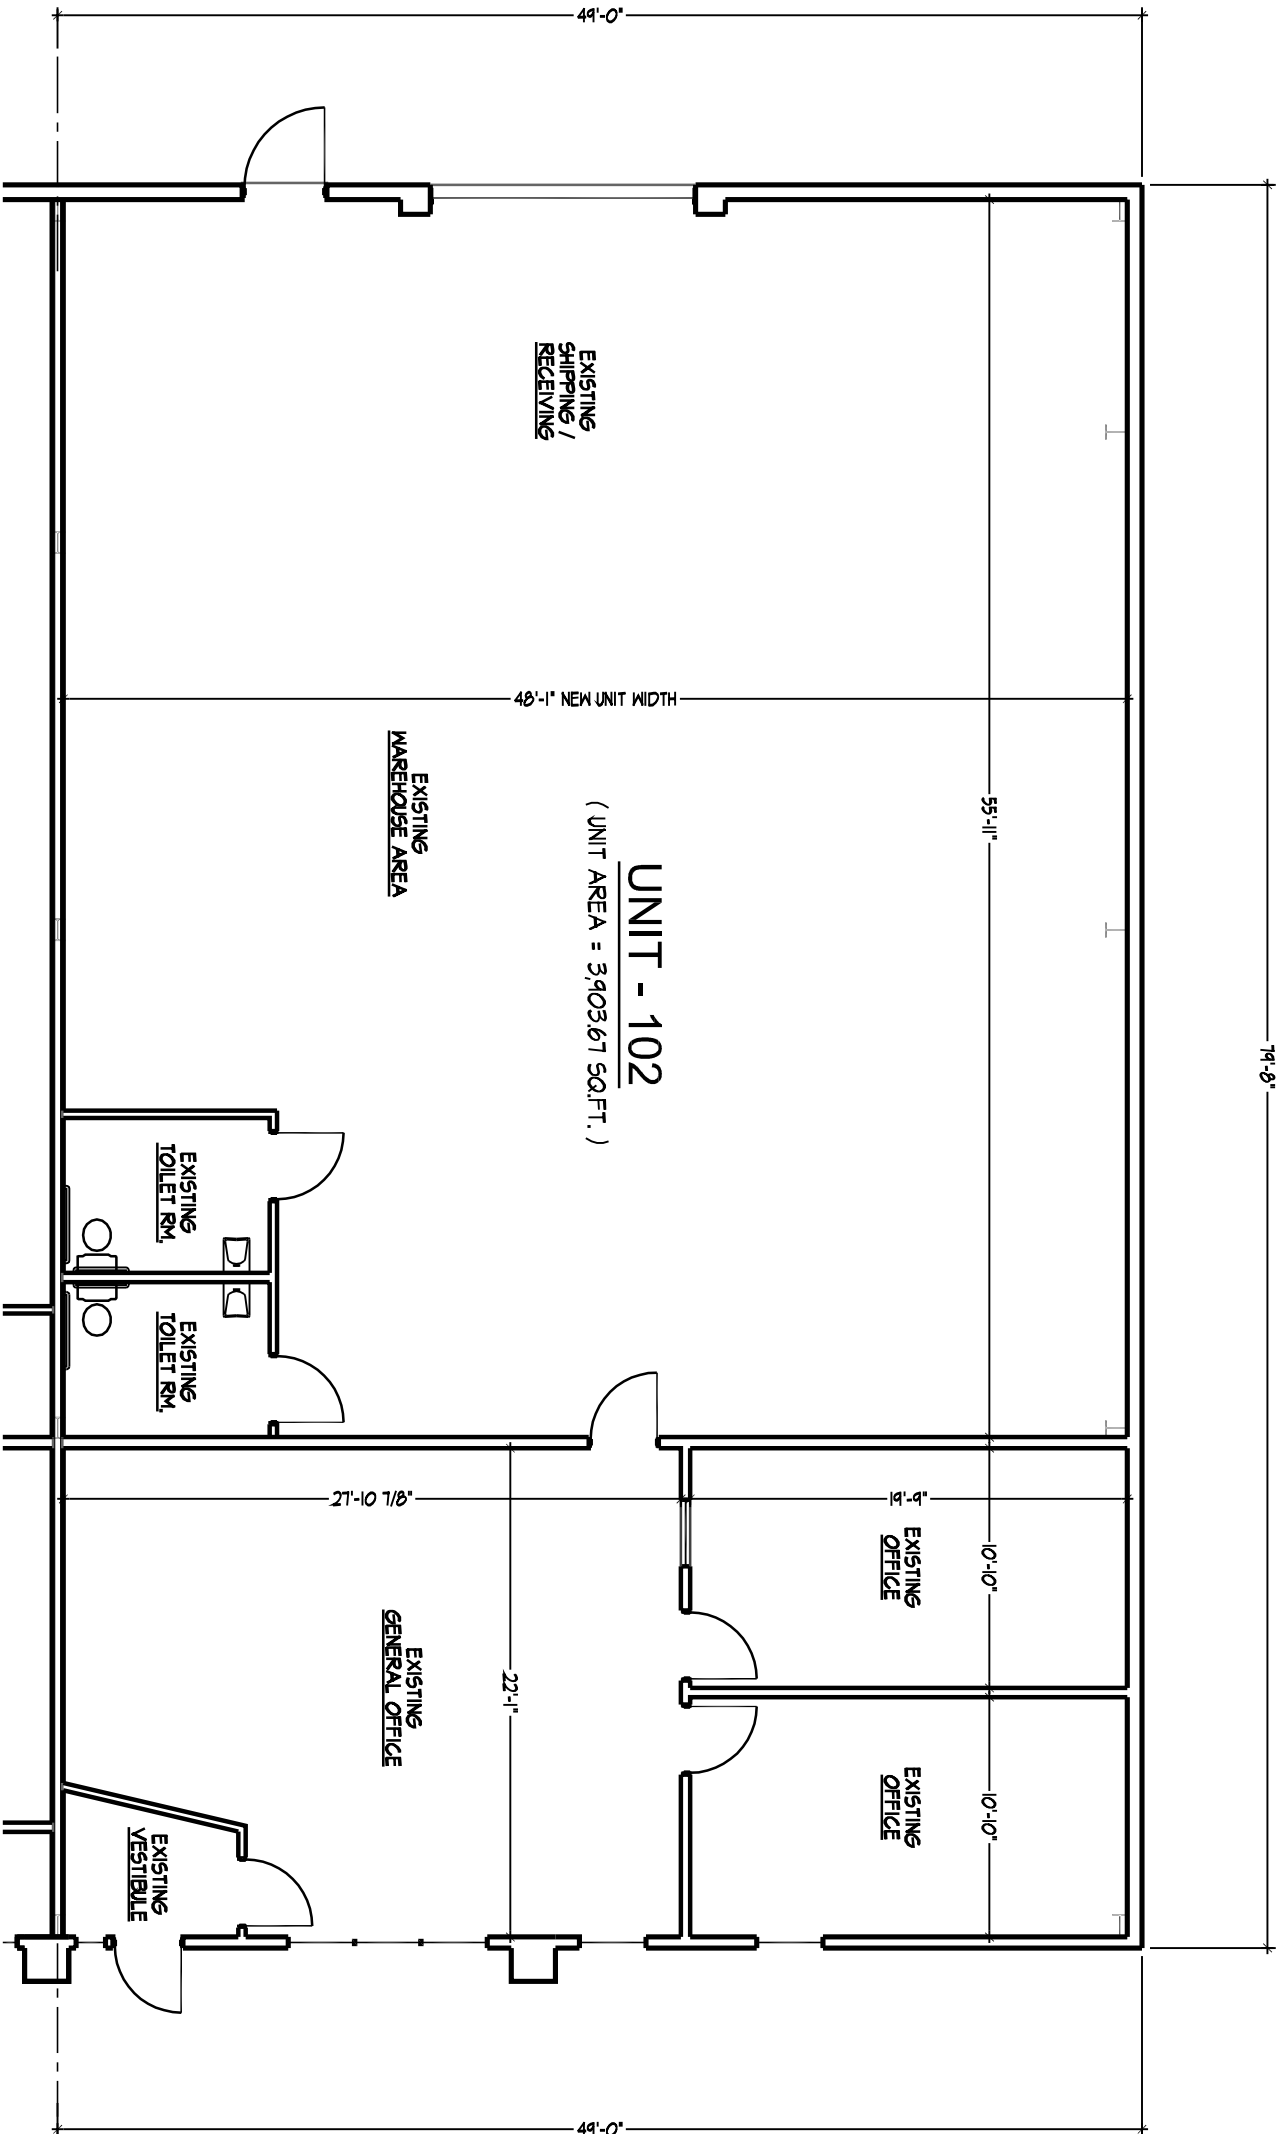 49'-0"
EXISTING
SHIPPING /
RECEIVING
48'-1" NEW UNIT WIDTH
55'-11"
79'-8"
EXISTING
WAREHOUSE AREA
UNIT - 102
( UNIT AREA = 3,903.67 SQ.FT. )
EXISTING
TOILET RM.
EXISTING
TOILET RM.
27'-10 7/8"
19'-9"
EXISTING
OFFICE
10'-10"
EXISTING
GENERAL OFFICE
22'-1"
EXISTING
OFFICE
10'-10"
EXISTING
VESTIBULE
49'-0"